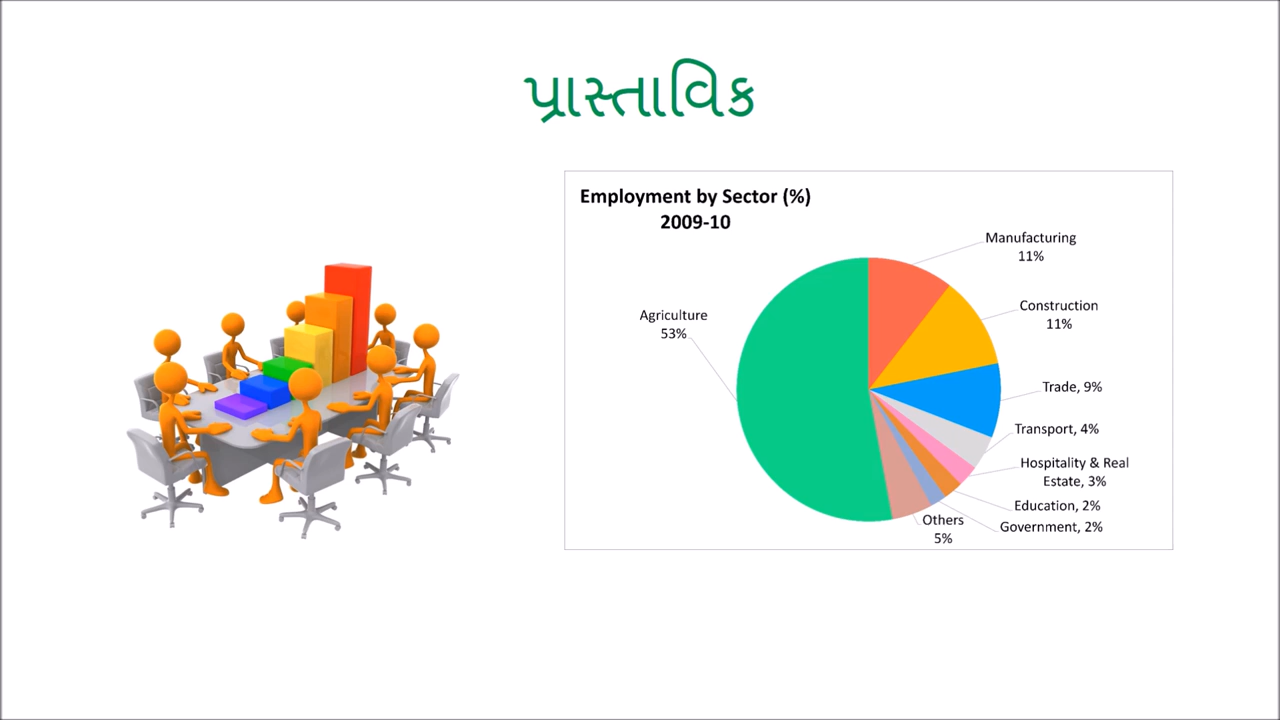 પ્રાસ્તાવિક
Employment by Sector (%)
2009-10
Manufacturing
11%
Construction
11%
Agriculture
53%
Trade, 9%
Transport, 4%
Hospitality & Real
Estate, 3%
Education, 2%
Government, 2%
Others
5%